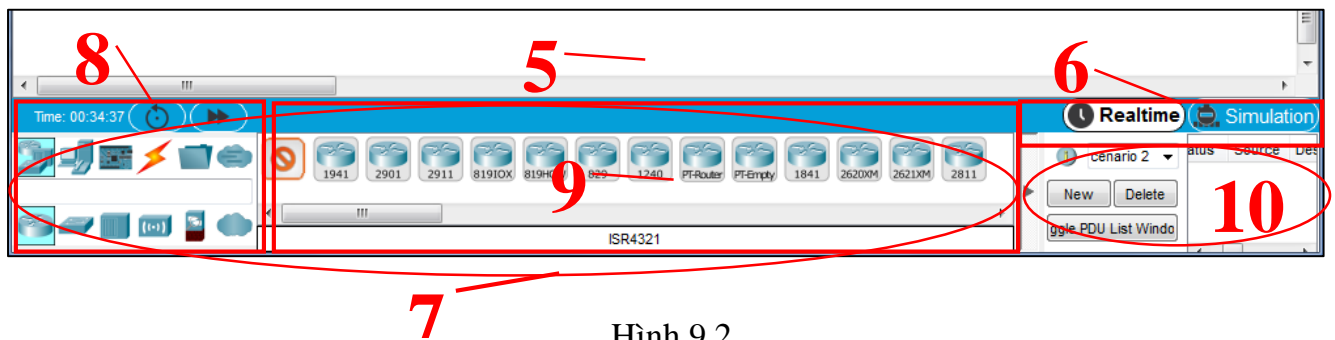 8 5 6
Time: 00:34:37 Realtime Simulation
1 cenario 2 atus Source Des
1941 2901 2911 819IOX 819HGW 829 1240 PT-Router PT-Empty 1841 2620XM 2621XM 2811
9 New Delete 10
ggle PDU List Windo
ISR4321
7
Hình 9.2